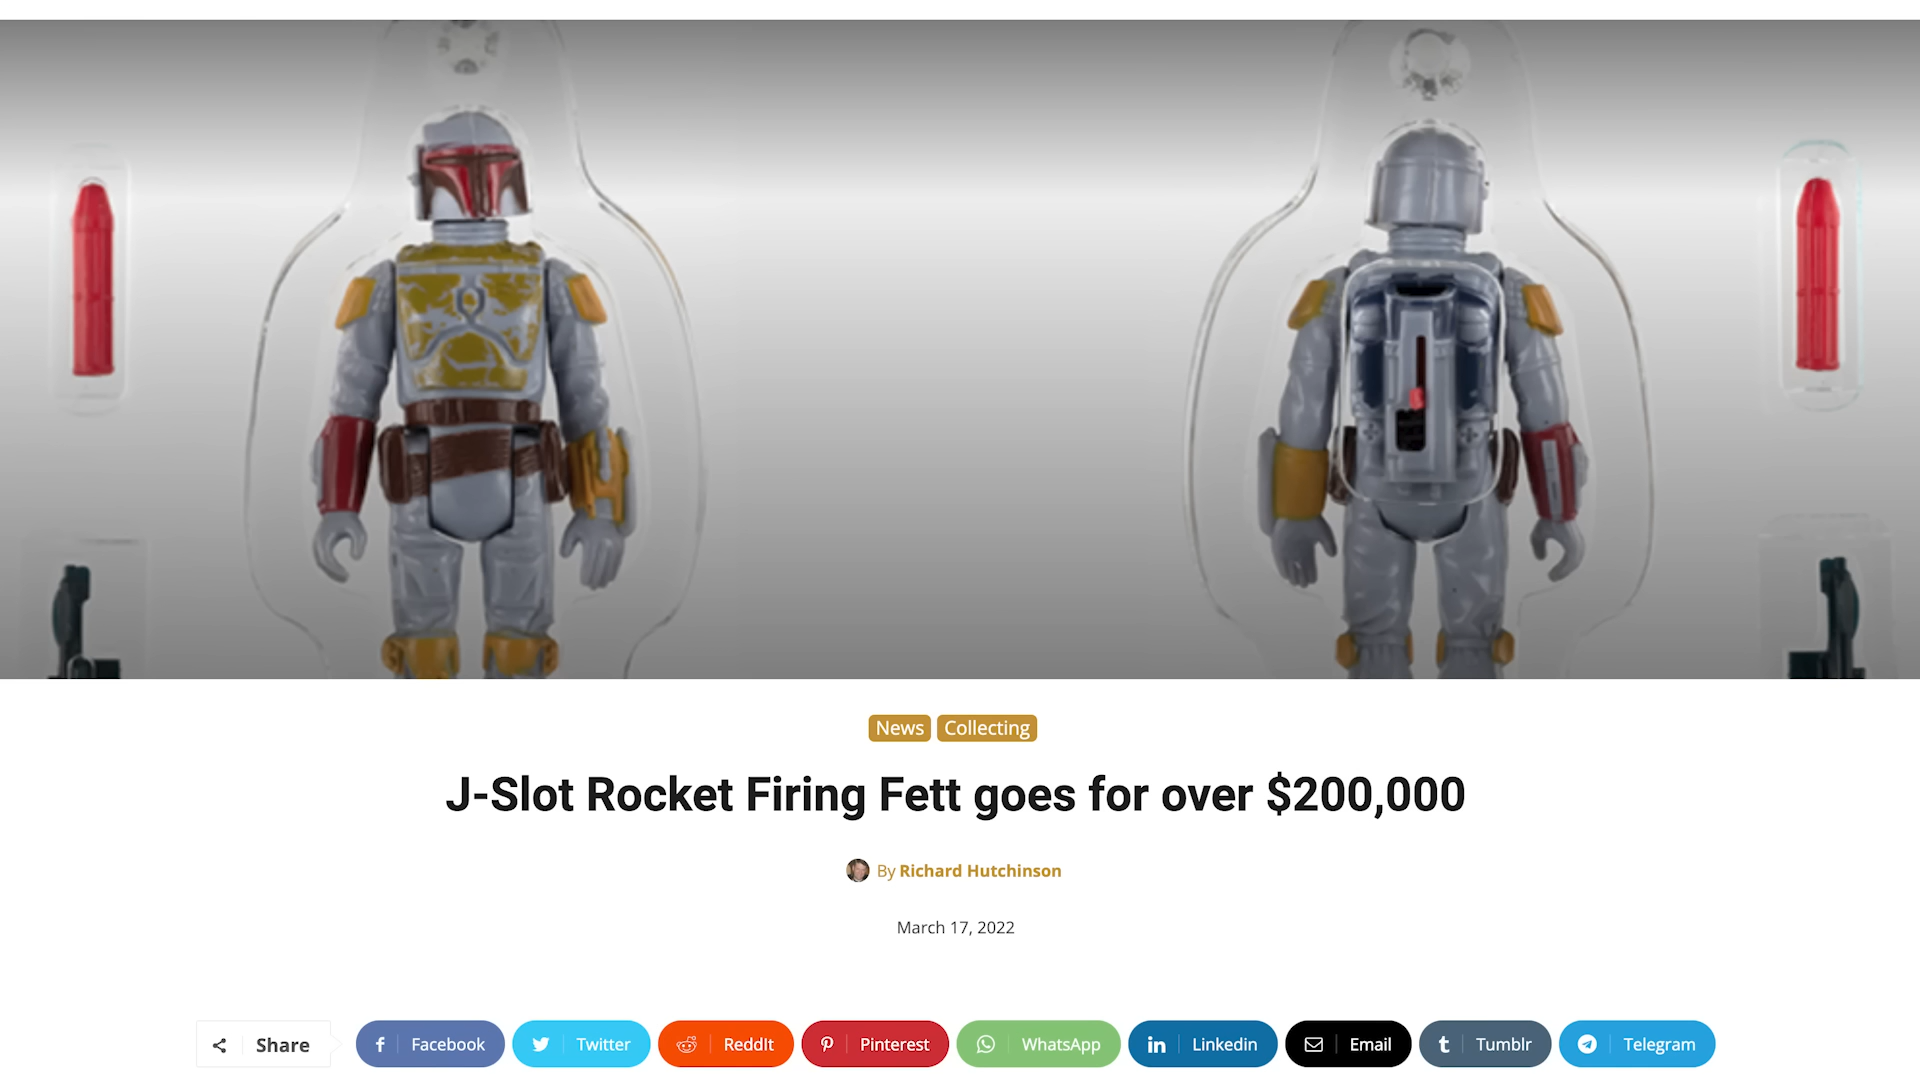 News Collecting
J-Slot Rocket Firing Fett goes for over $200,000
By Richard Hutchinson
March 17, 2022
Share Facebook Twitter ReddIt Pinterest WhatsApp Linkedin Email Tumblr Telegram